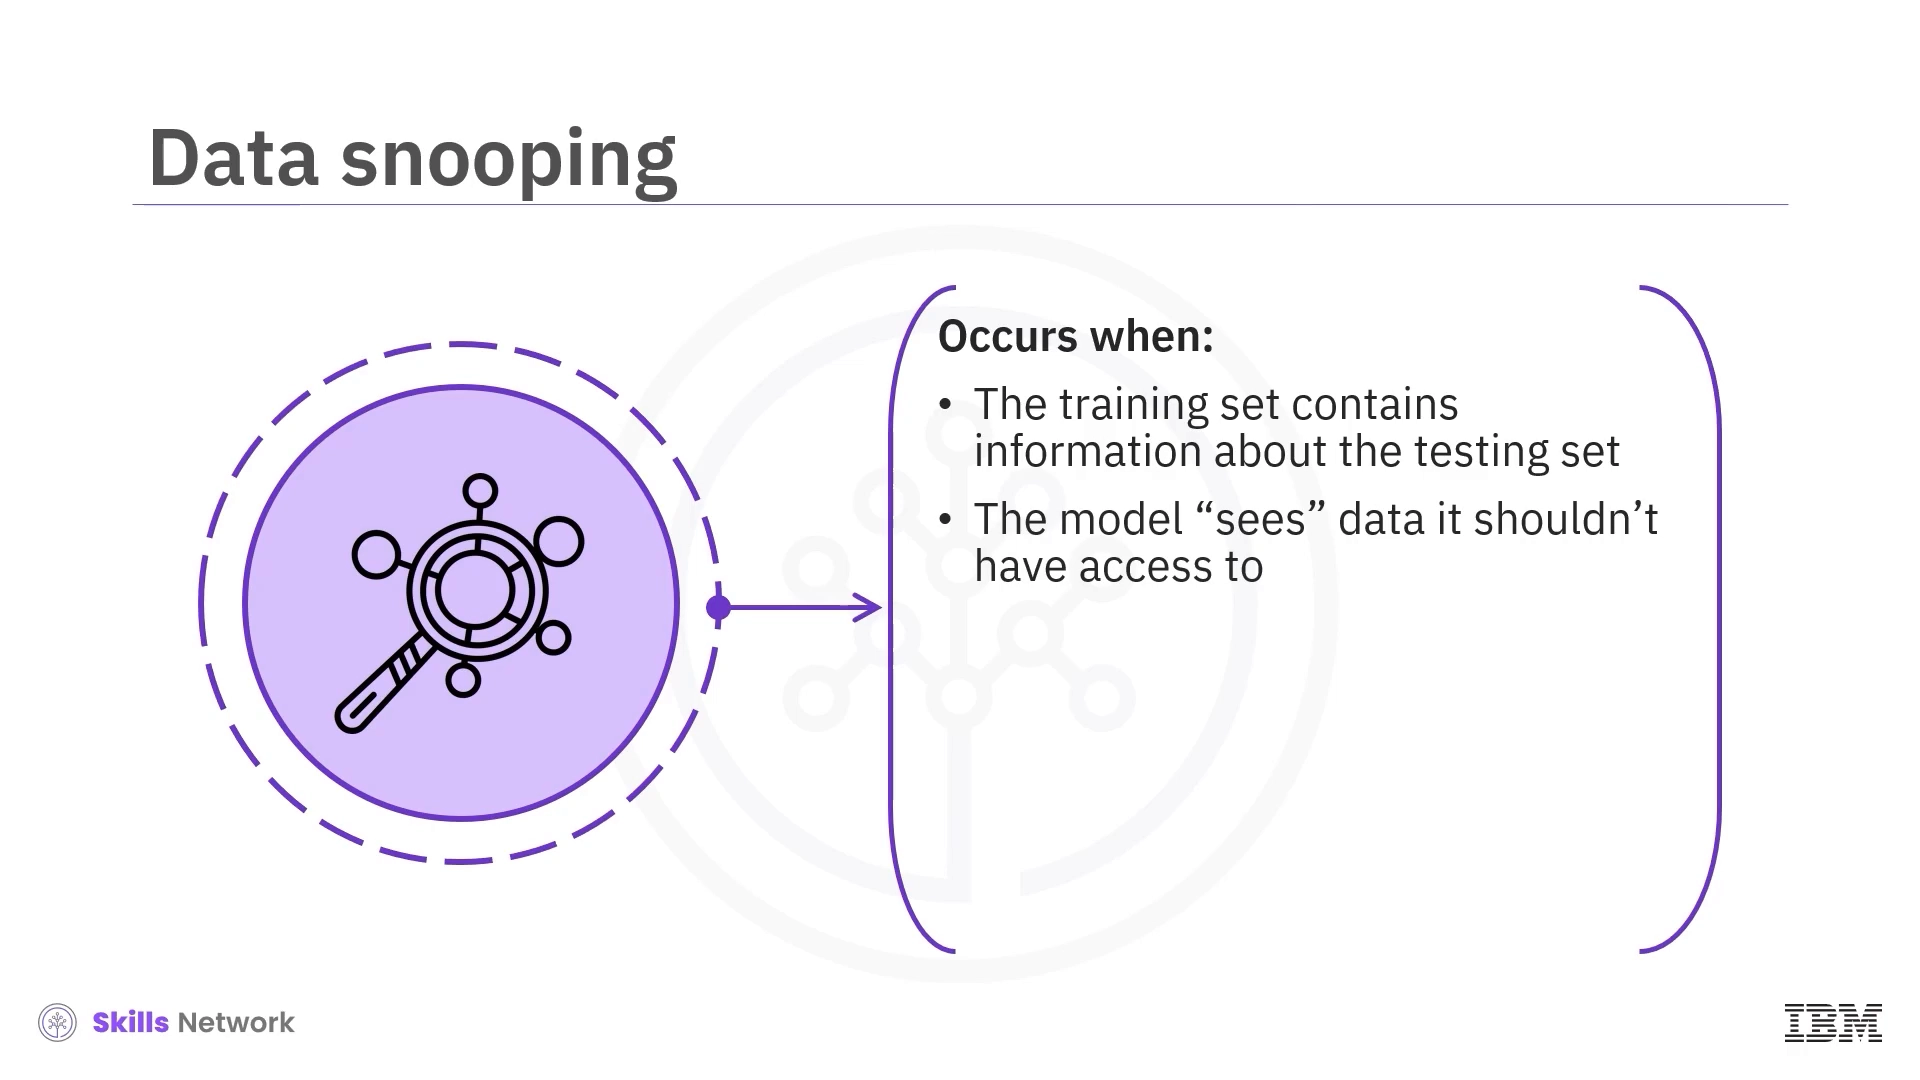 Data snooping
Occurs when:
• The training set contains
information about the testing set
• The model “sees” data it shouldn’t
have access to
Skills Network
IBM